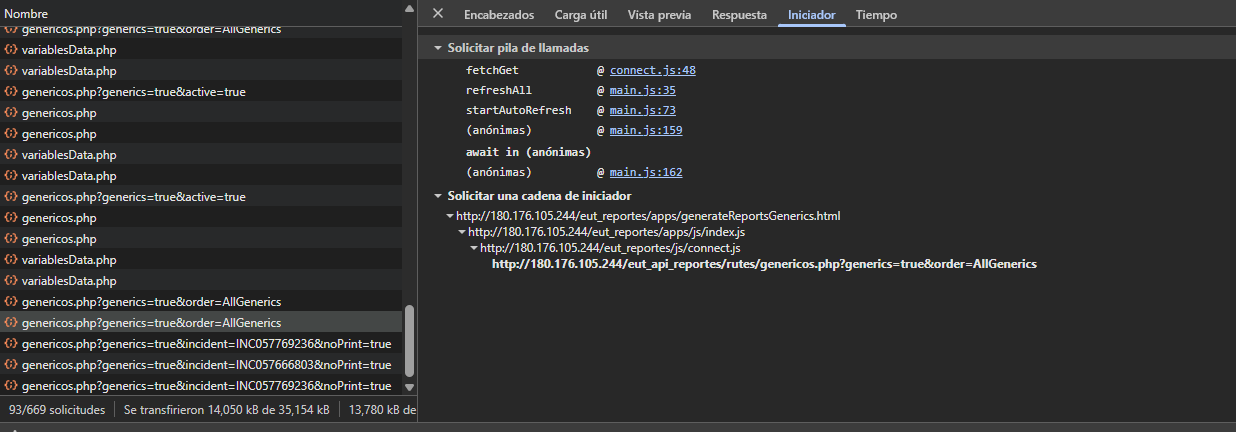 Nombre
genericos.php?generics=true&order=AllGenerics
variablesData.php
variablesData.php
genericos.php?generics=true&active=true
genericos.php
genericos.php
variablesData.php
variablesData.php
genericos.php?generics=true&active=true
genericos.php
genericos.php
variablesData.php
variablesData.php
genericos.php?generics=true&order=AllGenerics
genericos.php?generics=true&order=AllGenerics
genericos.php?generics=true&incident=INC057769236&noPrint=true
genericos.php?generics=true&incident=INC057666803&noPrint=true
genericos.php?generics=true&incident=INC057769236&noPrint=true
93/669 solicitudes Se transfirieron 14,050 kB de 35,154 kB 13,780 kB de
Encabezados Carga útil Vista previa Respuesta Iniciador Tiempo
Solicitar pila de llamadas
fetchGet @ connect.js:48
refreshAll @ main.js:35
startAutoRefresh @ main.js:73
(anónimas) @ main.js:159
await in (anónimas)
(anónimas) @ main.js:162
Solicitar una cadena de iniciador
http://180.176.105.244/eut_reportes/apps/generateReportsGenerics.html
http://180.176.105.244/eut_reportes/apps/js/index.js
http://180.176.105.244/eut_reportes/js/connect.js
http://180.176.105.244/eut_api_reportes/rutes/genericos.php?generics=true&order=AllGenerics